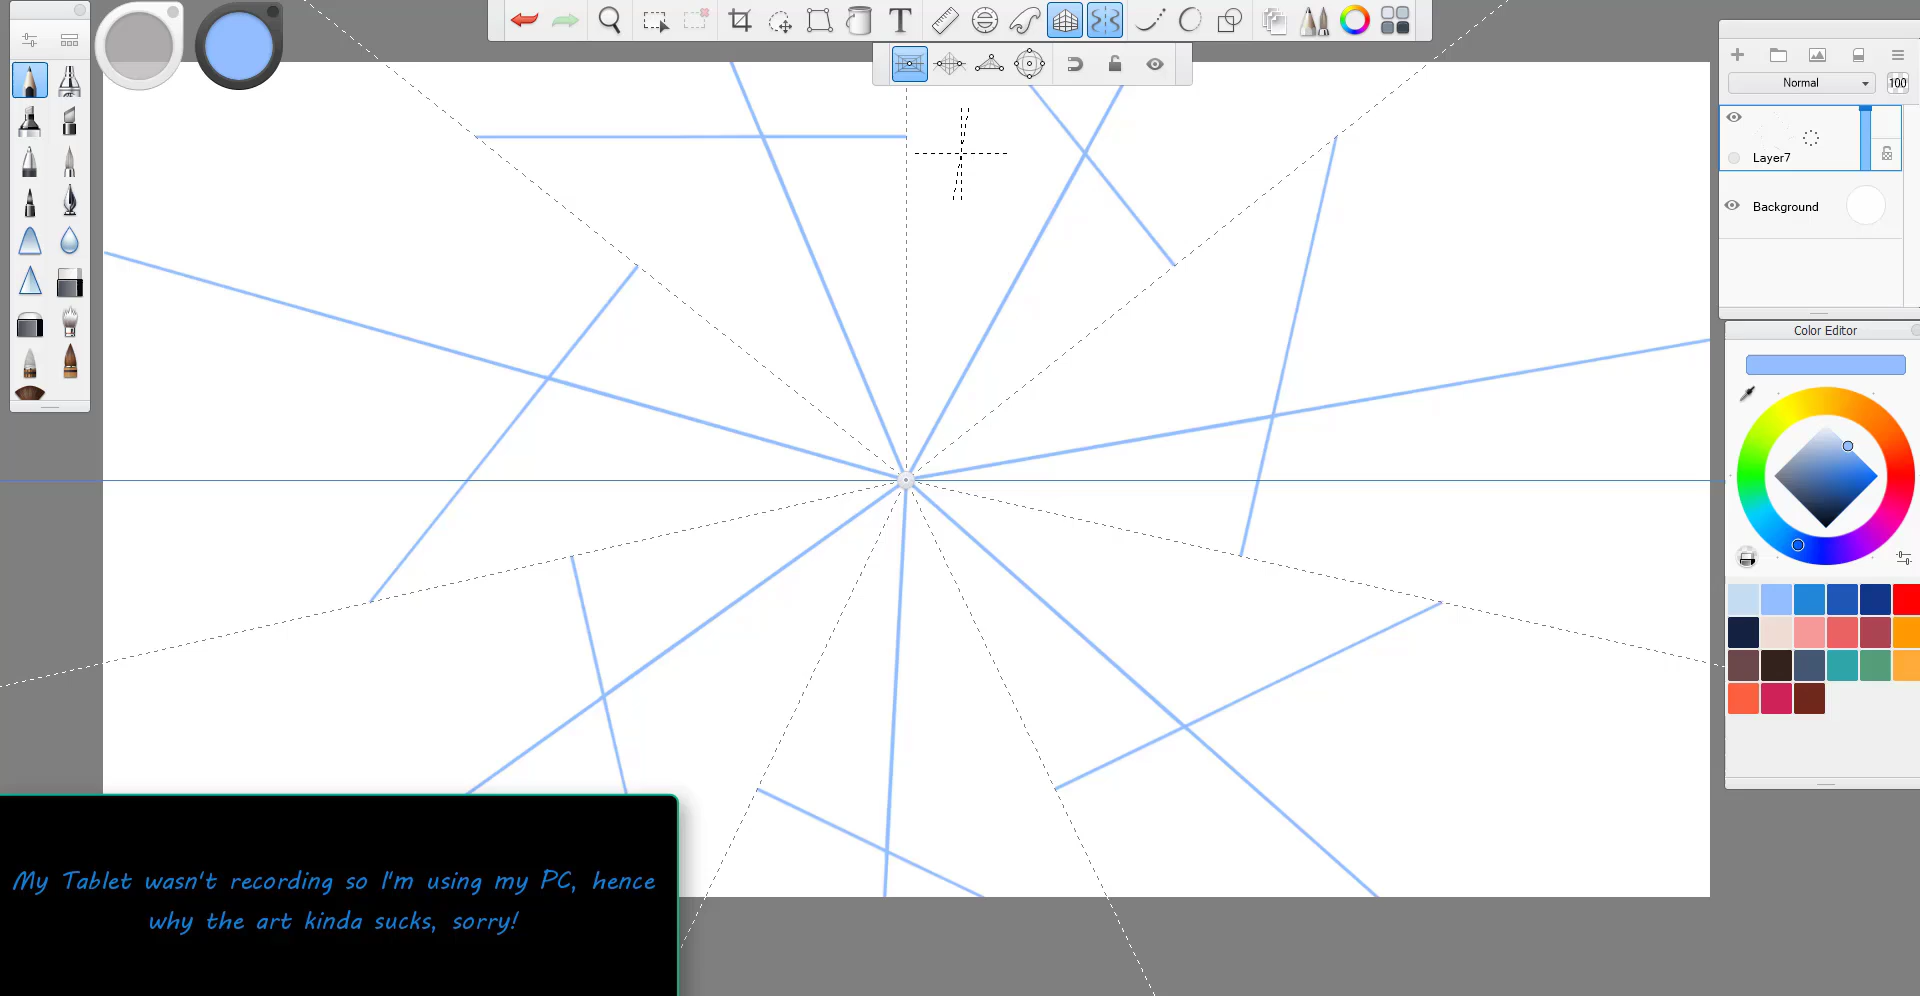 T
Normal
100
Layer7
Background
Color Editor
My Tablet wasn't recording so I'm using my PC, hence
why the art kinda sucks, sorry!